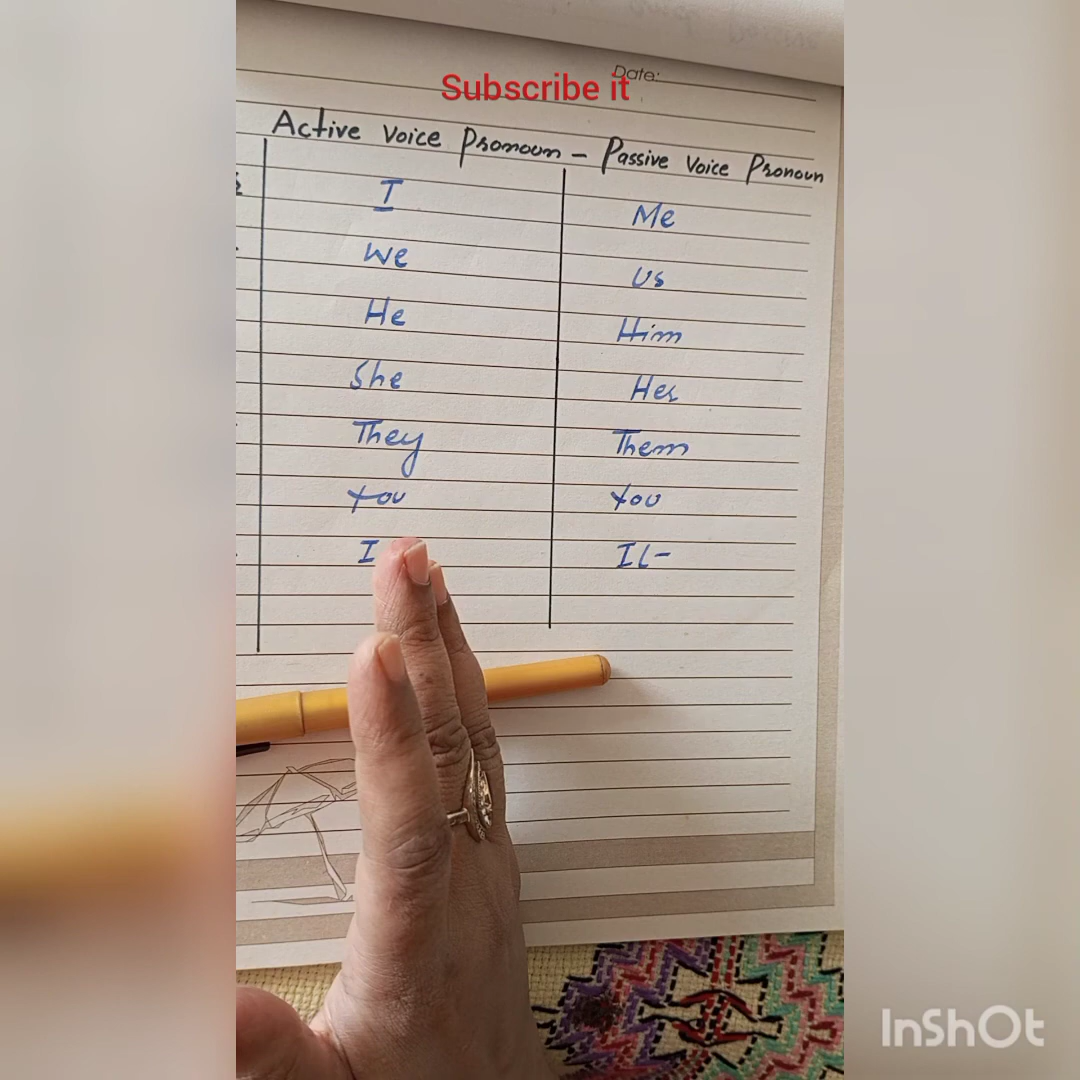 Date:
Subscribe it
Active Voice Pronoun - Passive Voice Pronoun
I Me
We Us
He Him
She Her
They Them
You You
I It
InShOt